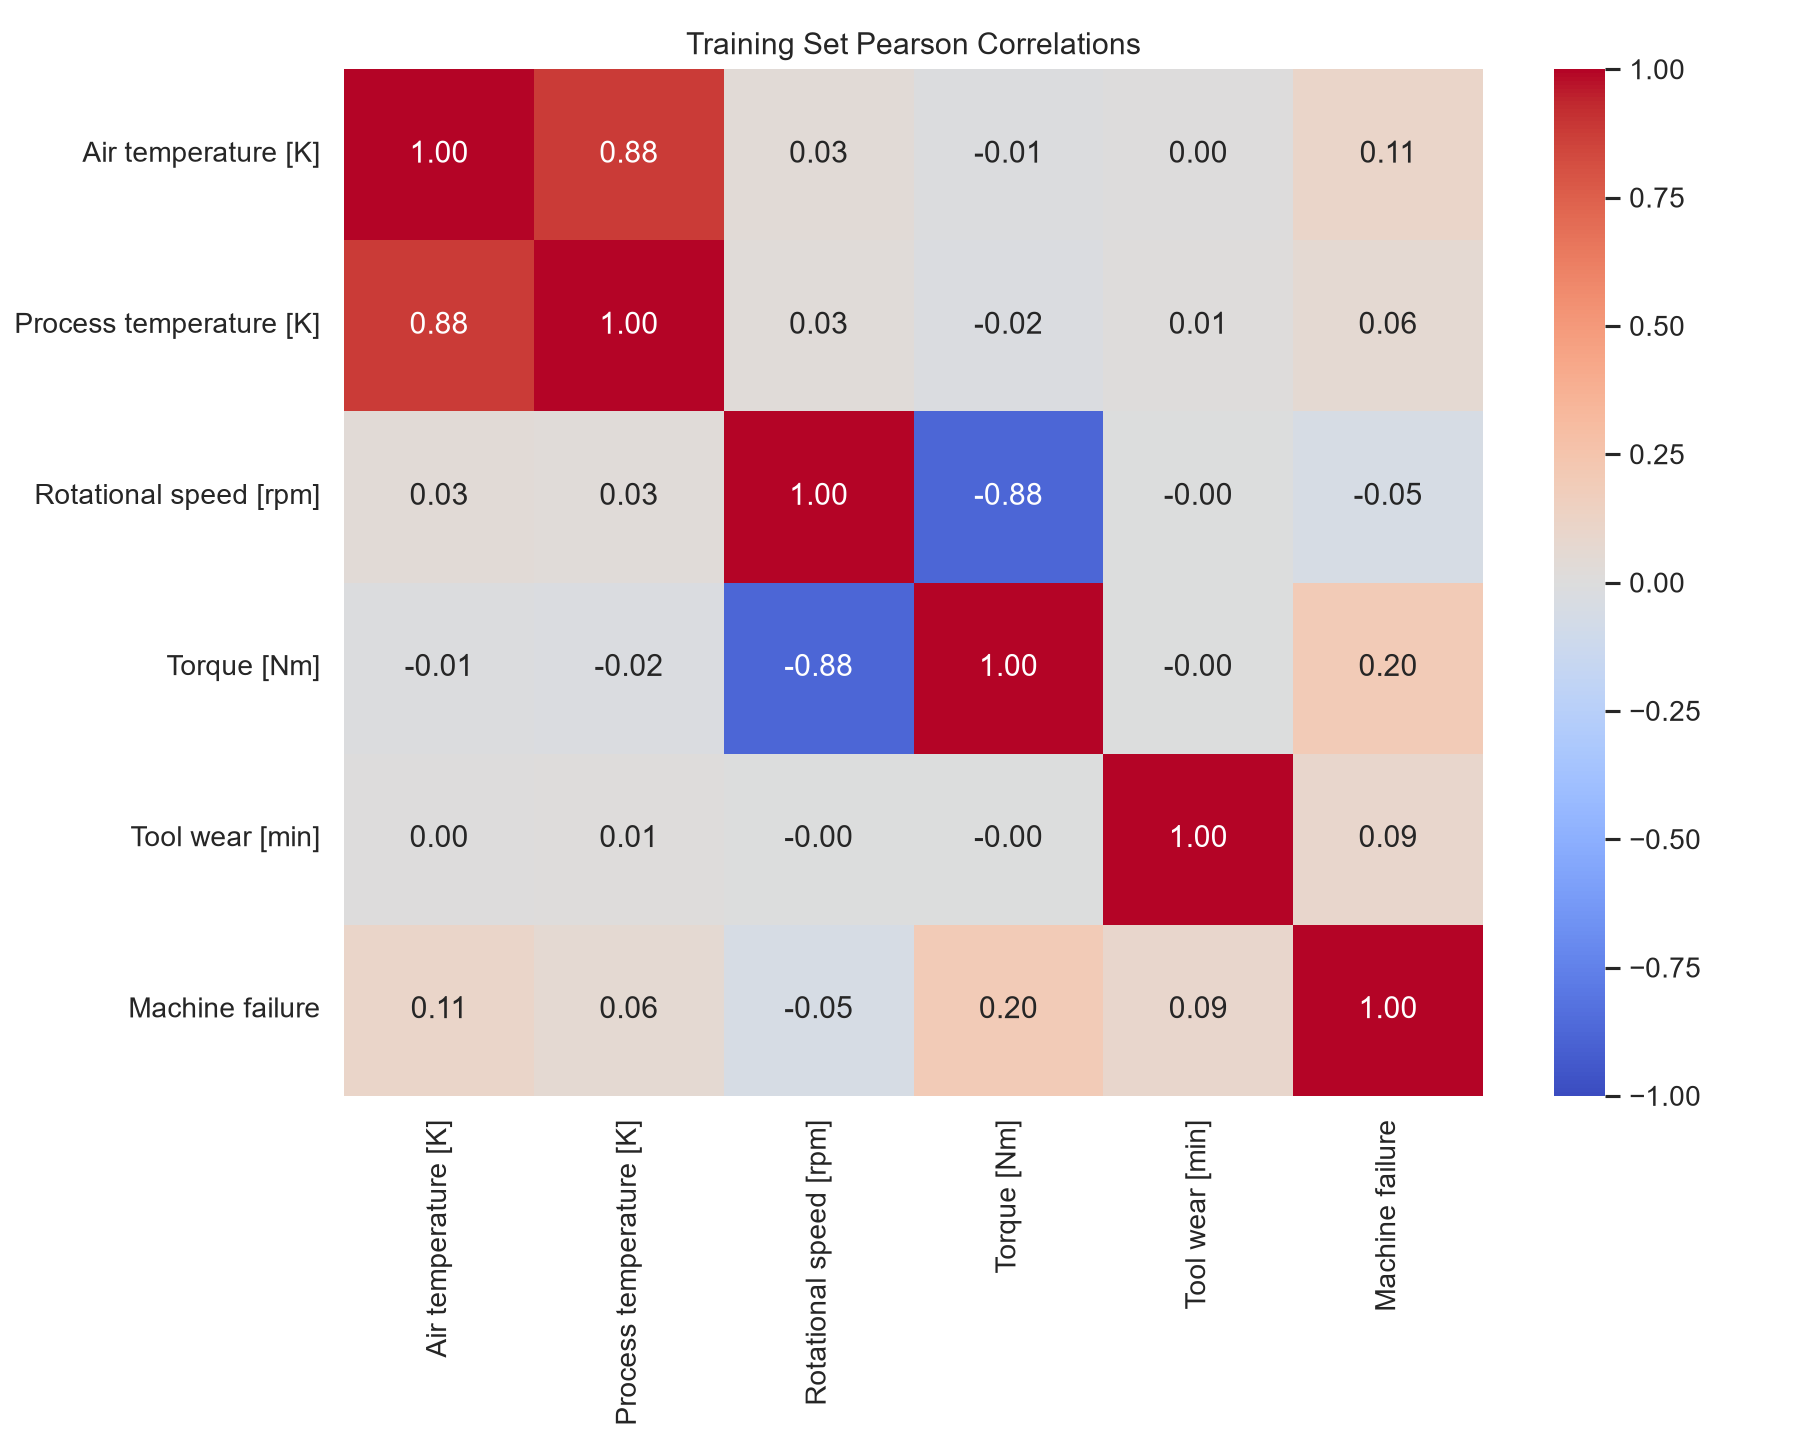 Training Set Pearson Correlations
Air temperature [K] 1.00 0.88 0.03 -0.01 0.00 0.11
Process temperature [K] 0.88 1.00 0.03 -0.02 0.01 0.06
Rotational speed [rpm] 0.03 0.03 1.00 -0.88 -0.00 -0.05
Torque [Nm] -0.01 -0.02 -0.88 1.00 -0.00 0.20
Tool wear [min] 0.00 0.01 -0.00 -0.00 1.00 0.09
Machine failure 0.11 0.06 -0.05 0.20 0.09 1.00
Air temperature [K]
Process temperature [K]
Rotational speed [rpm]
Torque [Nm]
Tool wear [min]
Machine failure
1.00
0.75
0.50
0.25
0.00
−0.25
−0.50
−0.75
−1.00